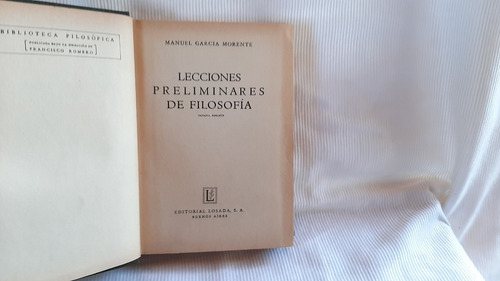 BIBLIOTECA FILOSÓFICA
FRANCISCO ROMERO
MANUEL GARCIA MORENTE
LECCIONES
PRELIMINARES
DE FILOSOFÍA
EDITORIAL LOSADA, S. A.
BUENOS AIRES